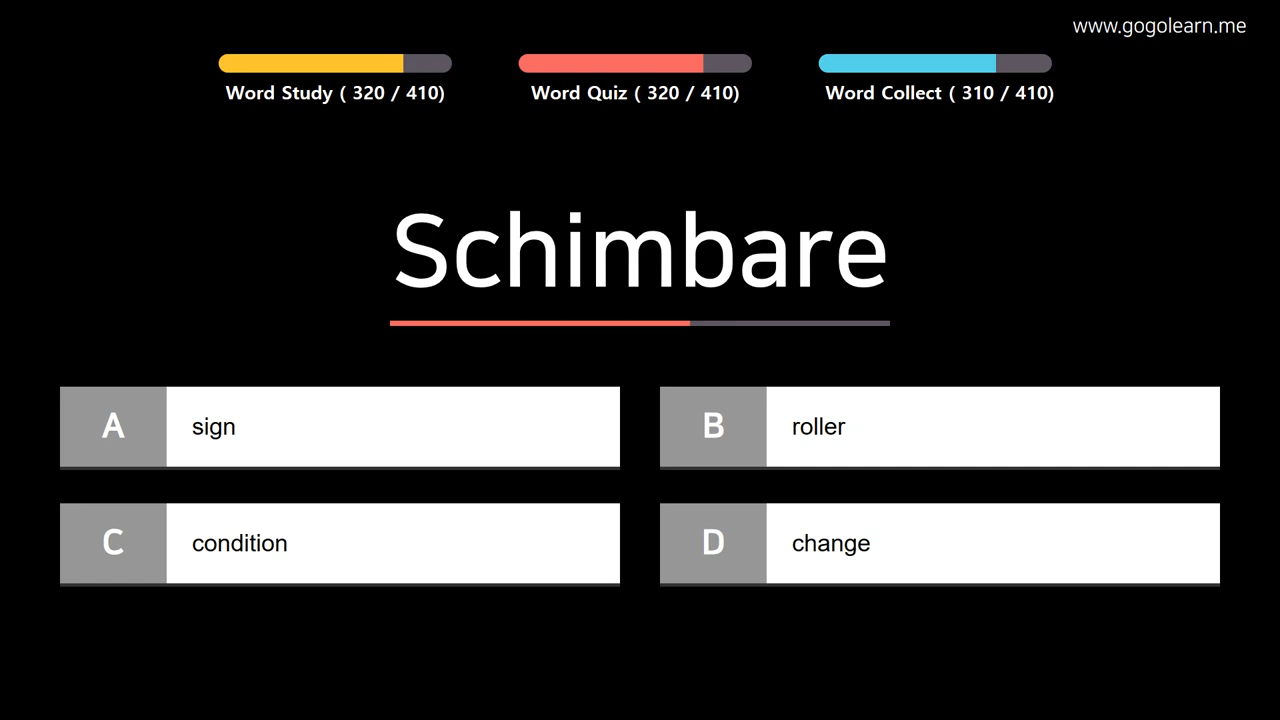 www.gogolearn.me
Word Study ( 320 / 410)
Word Quiz ( 320 / 410)
Word Collect ( 310 / 410)
Schimbare
A sign
B roller
C condition
D change